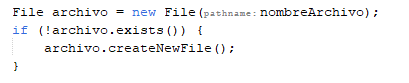 File archivo = new File(pathname: nombreArchivo);
if (!archivo.exists()) {
    archivo.createNewFile();
}